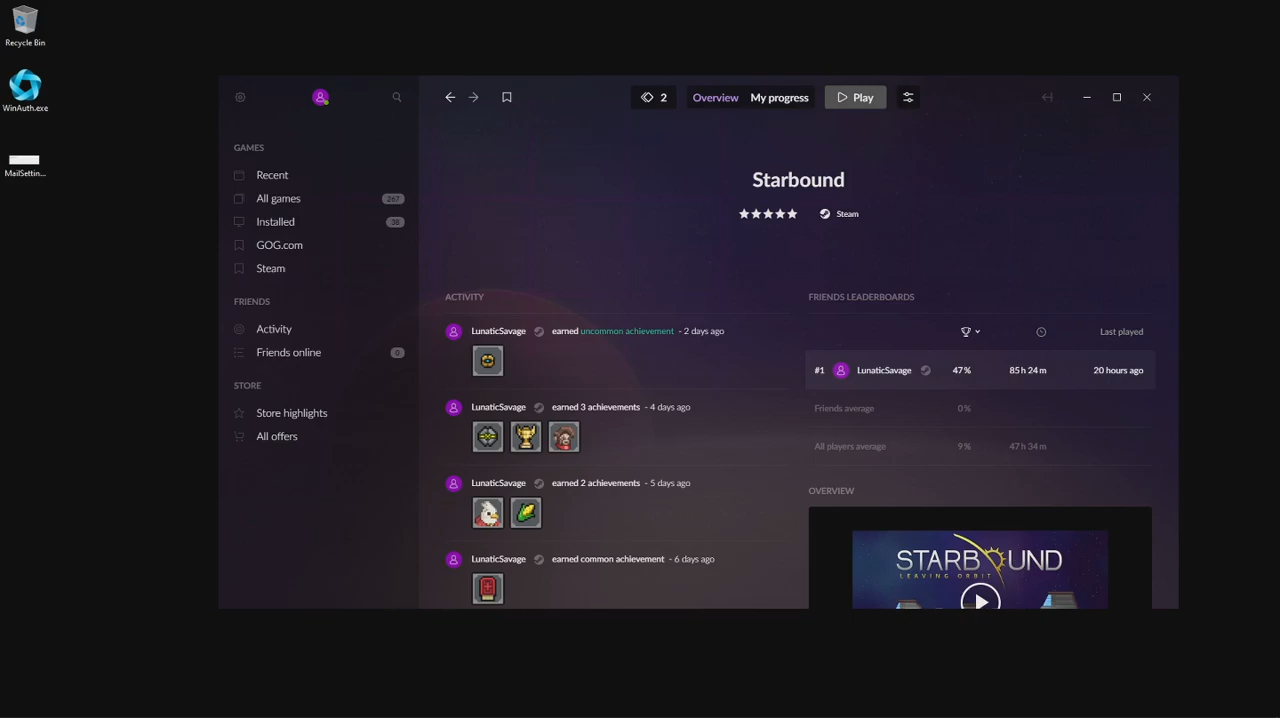 Recycle Bin
WinAuth.exe
MailSettin...
2
Overview
My progress
Play
GAMES
Recent
All games 267
Installed 38
GOG.com
Steam
FRIENDS
Activity
Friends online 0
STORE
Store highlights
All offers
Starbound
Steam
ACTIVITY
LunaticSavage earned uncommon achievement - 2 days ago
LunaticSavage earned 3 achievements - 4 days ago
LunaticSavage earned 2 achievements - 5 days ago
LunaticSavage earned common achievement - 6 days ago
FRIENDS LEADERBOARDS
Last played
#1 LunaticSavage 47% 85 h 24 m 20 hours ago
Friends average 0%
All players average 9% 47 h 34 m
OVERVIEW
STARBOUND
LEAVING ORBIT